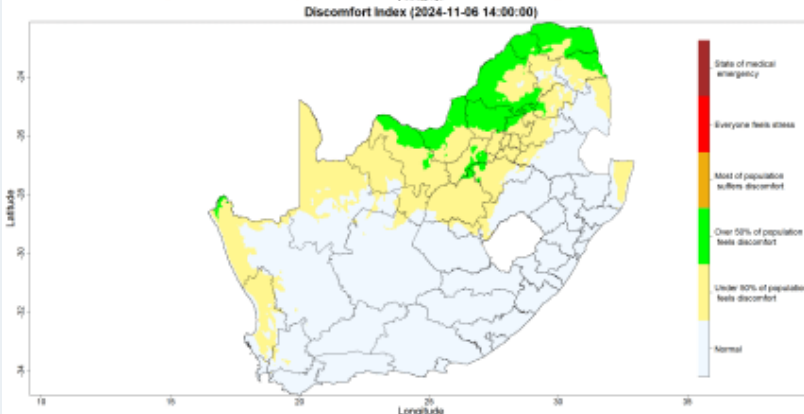 Discomfort Index (2024-11-06 14:00:00)
State of medical
emergency
Everyone feels stress
Most of population
suffers discomfort
Over 50% of population
feels discomfort
Under 50% of population
feels discomfort
Normal
Latitude
-24
-26
-28
-30
-32
-34
10
15
20
25
30
35
Longitude